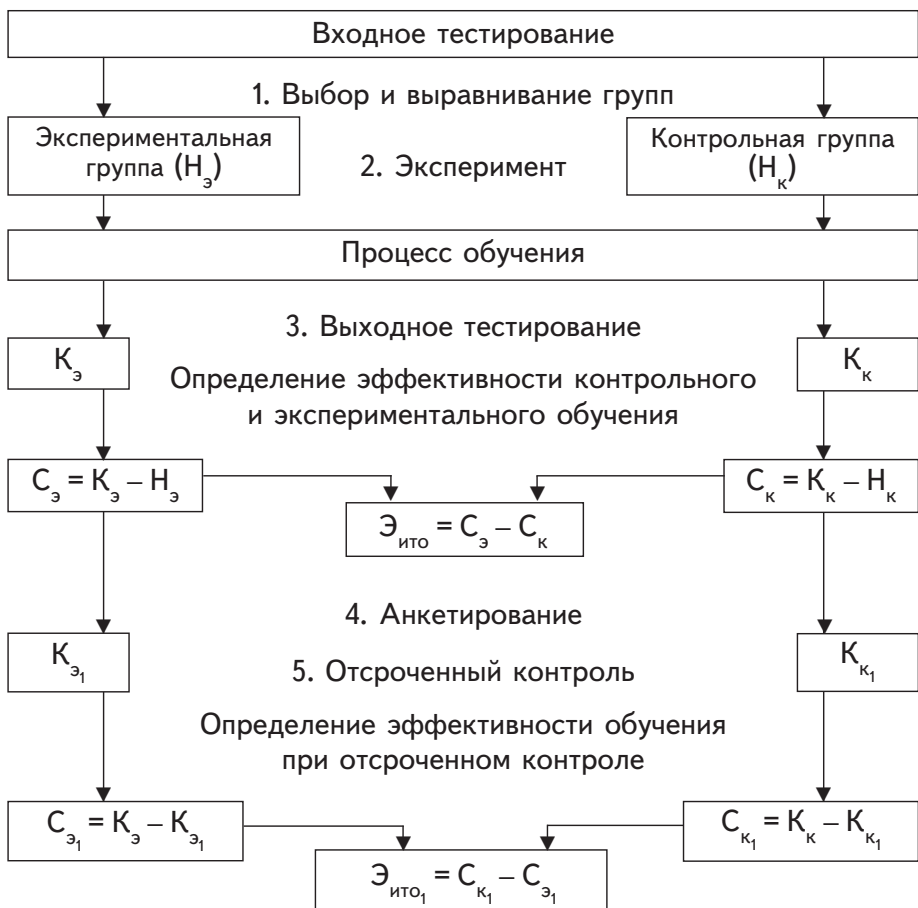 Входное тестирование
1. Выбор и выравнивание групп
Экспериментальная
группа (Нэ)
2. Эксперимент
Контрольная группа
(Нк)
Процесс обучения
3. Выходное тестирование
Кэ
Кк
Определение эффективности контрольного
и экспериментального обучения
Сэ = Кэ – Нэ
Ск = Кк – Нк
Эито = Сэ – Ск
4. Анкетирование
Кэ₁
Кк₁
5. Отсроченный контроль
Определение эффективности обучения
при отсроченном контроле
Сэ₁ = Кэ – Кэ₁
Ск₁ = Кк – Кк₁
Эито₁ = Ск₁ – Сэ₁